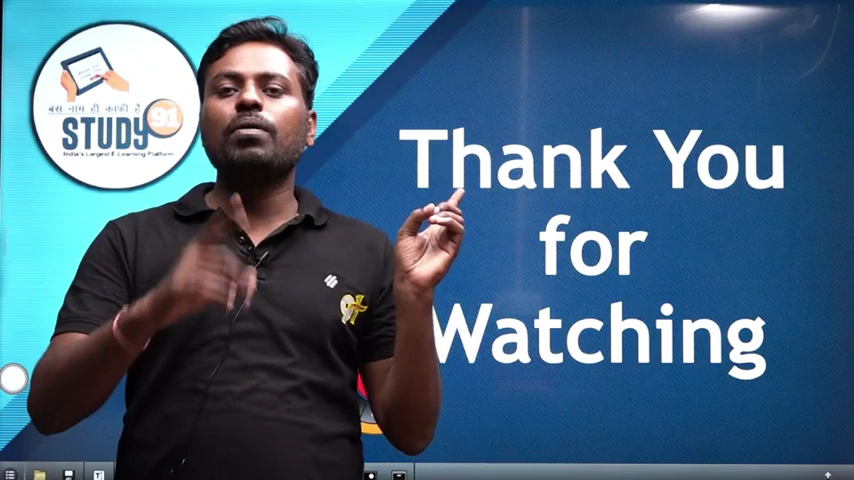 बस नाम ही काफी है
STUDY 91
India's Largest E Learning Platform
Thank You
for
Watching